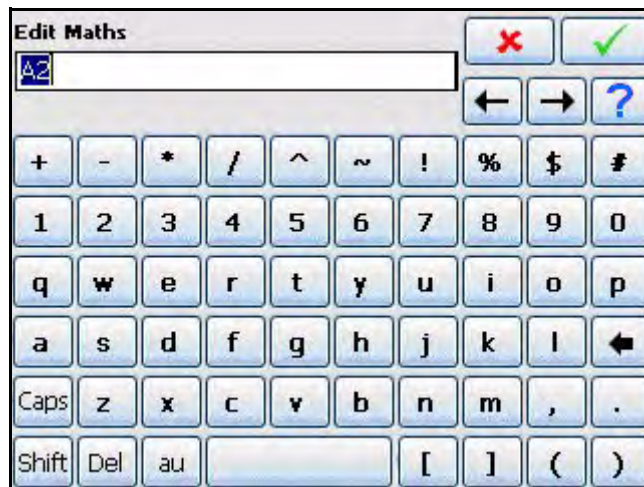 Edit Maths
A2
?
+ - * / ^ ~ ! % $ #
1 2 3 4 5 6 7 8 9 0
q w e r t y u i o p
a s d f g h j k l
Caps z x c v b n m , .
Shift Del au [ ] ( )